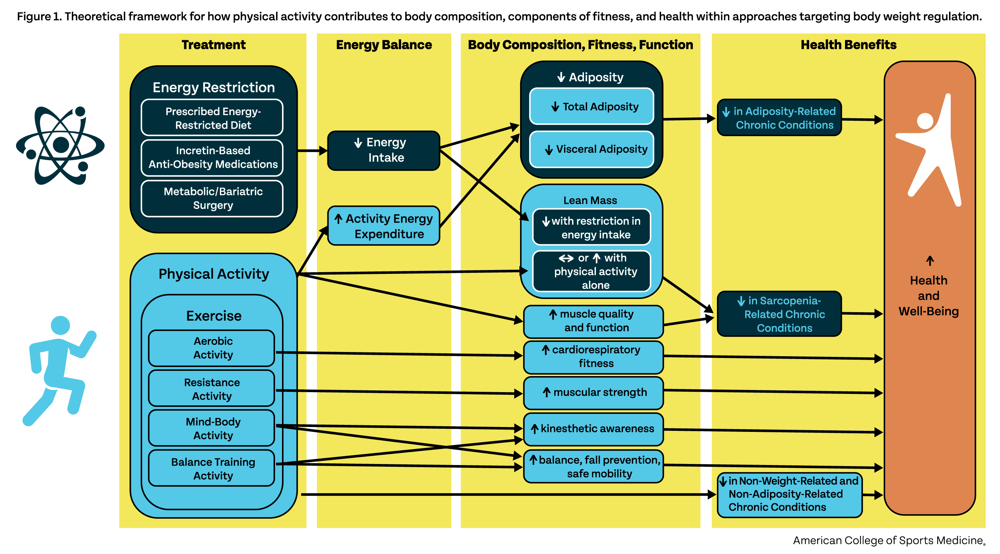 Figure 1. Theoretical framework for how physical activity contributes to body composition, components of fitness, and health within approaches targeting body weight regulation.
Treatment
Energy Restriction
Prescribed Energy-
Restricted Diet
Incretin-Based
Anti-Obesity Medications
Metabolic/Bariatric
Surgery
Physical Activity
Exercise
Aerobic
Activity
Resistance
Activity
Mind-Body
Activity
Balance Training
Activity
Energy Balance
↓ Energy
Intake
↑ Activity Energy
Expenditure
Body Composition, Fitness, Function
↓ Adiposity
↓ Total Adiposity
↓ Visceral Adiposity
Lean Mass
↓ with restriction in
energy intake
↔ or ↑ with
physical activity
alone
↑ muscle quality
and function
↑ cardiorespiratory
fitness
↑ muscular strength
↑ kinesthetic awareness
↑ balance, fall prevention,
safe mobility
Health Benefits
↓ in Adiposity-Related
Chronic Conditions
↓ in Sarcopenia-
Related Chronic
Conditions
↓ in Non-Weight-Related and
Non-Adiposity-Related
Chronic Conditions
↑
Health
and
Well-Being
American College of Sports Medicine®